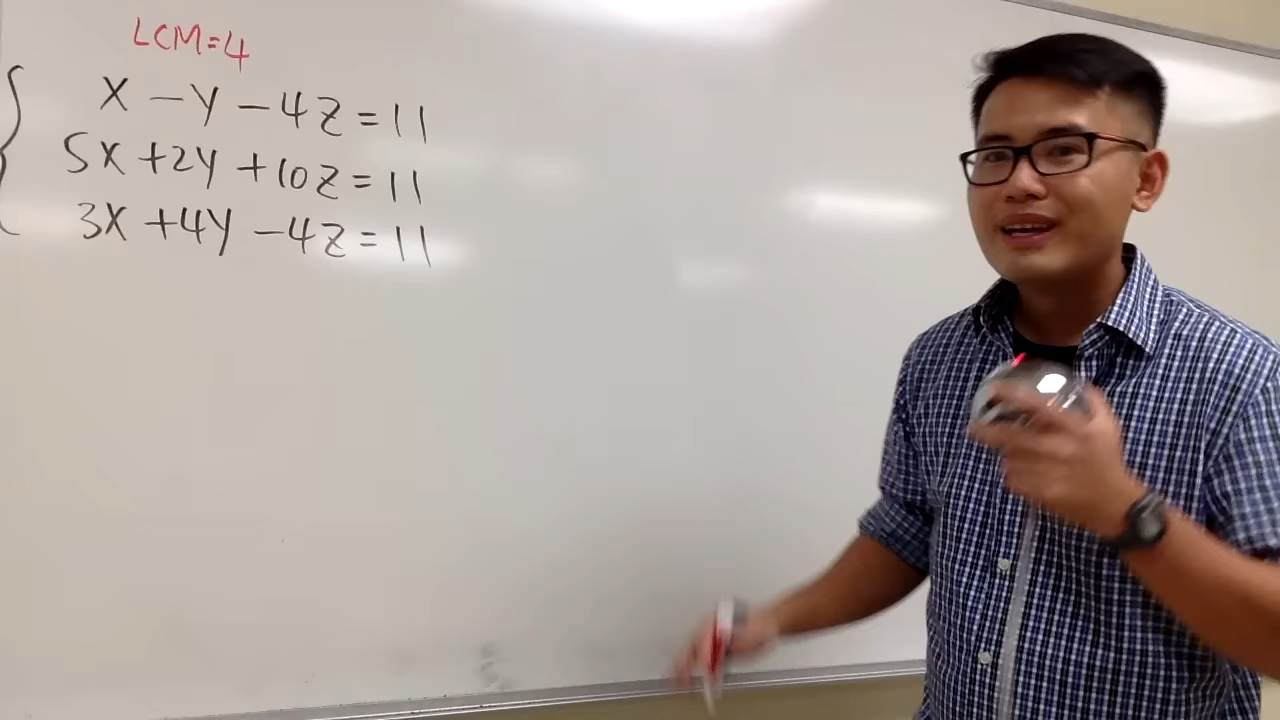 LCM=4
x - y - 4z = 11
5x + 2y + 10z = 11
3x + 4y - 4z = 11